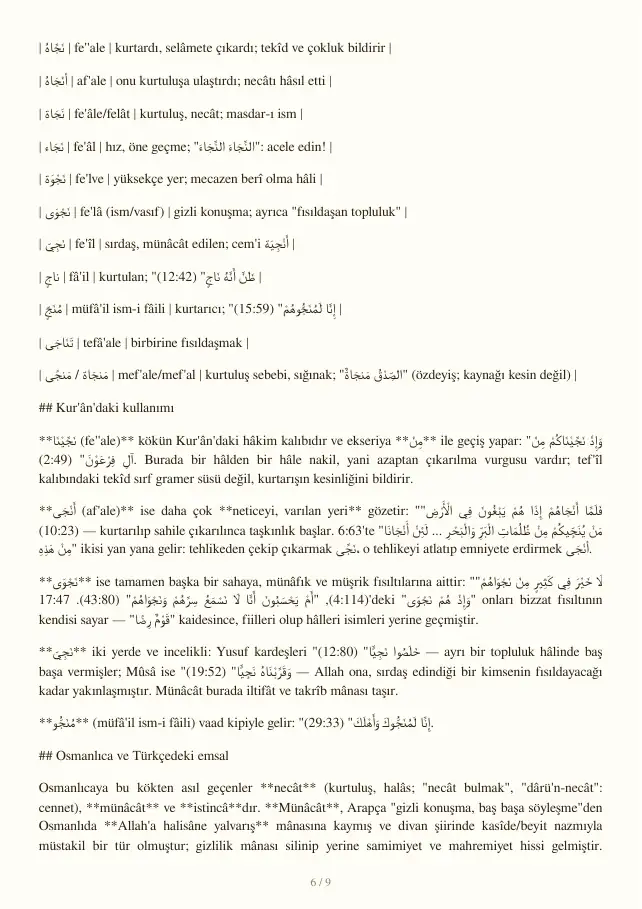 | نَجَّاهُ | fe''ale | kurtardı, selâmete çıkardı; tekîd ve çokluk bildirir |
| أَنْجَاهُ | af'ale | onu kurtuluşa ulaştırdı; necâtı hâsıl etti |
| نَجَاة | fe'âle/felât | kurtuluş, necât; masdar-ı ism |
| نَجَاء | fe'âl | hız, öne geçme; "النَّجَاءَ النَّجَاءَ": acele edin! |
| نَجْوَة | fe'lve | yüksekçe yer; mecazen berî olma hâli |
| نَجْوَى | fe'lâ (ism/vasıf) | gizli konuşma; ayrıca "fısıldaşan topluluk" |
| نَجِيّ | fe'îl | sırdaş, münâcât edilen; cem'i أَنْجِيَة |
| نَاجٍ | fâ'il | kurtulan; "(12:42) "ظَنَّ أَنَّهُ نَاجٍ |
| مُنَجٍّ | müfâ'il ism-i fâili | kurtarıcı; "(15:59) "إِنَّا لَمُنَجُّوهُمْ |
| تَنَاجَى | tefâ'ale | birbirine fısıldaşmak |
| مَنجَاة / مَنجًى | mef'ale/mef'al | kurtuluş sebebi, sığınak; "الصِّدْقُ مَنجَاةٌ" (özdeyiş; kaynağı kesin değil) |
## Kur'ân'daki kullanımı
**نَجَّيْنَا (fe''ale)** kökün Kur'ân'daki hâkim kalıbıdır ve ekseriya **مِنْ** ile geçiş yapar: "وَإِذْ نَجَّيْنَاكُمْ مِنْ
(2:49) "آلِ فِرْعَوْنَ. Burada bir hâlden bir hâle nakil, yani azaptan çıkarılma vurgusu vardır; tef'îl
kalıbındaki tekîd sırf gramer süsü değil, kurtarışın kesinliğini bildirir.
**أَنْجَى (af'ale)** ise daha çok **neticeyi, varılan yeri** gözetir: ""فَلَمَّا أَنْجَاهُمْ إِذَا هُمْ يَبْغُونَ فِي الْأَرْضِ
(10:23) — kurtarılıp sahile çıkarılınca taşkınlık başlar. 6:63'te "مَنْ يُنَجِّيكُمْ مِنْ ظُلُمَاتِ الْبَرِّ وَالْبَحْرِ ... لَئِنْ أَنْجَانَا
مِنْ هَذِهِ" ikisi yan yana gelir: tehlikeden çekip çıkarmak نَجَّى, o tehlikeyi atlatıp emniyete erdirmek أَنْجَى.
**نَجْوَى** ise tamamen başka bir sahaya, münâfık ve müşrik fısıltılarına aittir: ""لَا خَيْرَ فِي كَثِيرٍ مِنْ نَجْوَاهُمْ
17:47 .(43:80) "أَمْ يَحْسَبُونَ أَنَّا لَا نَسْمَعُ سِرَّهُمْ وَنَجْوَاهُمْ" ,(4:114)'deki "وَإِذْ هُمْ نَجْوَى" onları bizzat fısıltının
kendisi sayar — "قَوْمٌ رِضًا" kaidesince, fiilleri olup hâlleri isimleri yerine geçmiştir.
**نَجِيّ** iki yerde ve incelikli: Yusuf kardeşleri "(12:80) "خَلَصُوا نَجِيًّا — ayrı bir topluluk hâlinde baş
başa vermişler; Mûsâ ise "(19:52) "وَقَرَّبْنَاهُ نَجِيًّا — Allah ona, sırdaş edindiği bir kimsenin fısıldayacağı
kadar yakınlaşmıştır. Münâcât burada iltifât ve takrîb mânası taşır.
**مُنَجُّو** (müfâ'il ism-i fâili) vaad kipiyle gelir: "(29:33) "إِنَّا مُنَجُّوكَ وَأَهْلَكَ.
## Osmanlıca ve Türkçedeki emsal
Osmanlıcaya bu kökten asıl geçenler **necât** (kurtuluş, halâs; "necât bulmak", "dârü'n-necât":
cennet), **münâcât** ve **istincâ**dır. **Münâcât**, Arapça "gizli konuşma, baş başa söyleşme"den
Osmanlıda **Allah'a halisâne yalvarış** mânasına kaymış ve divan şiirinde kasîde/beyit nazmıyla
müstakil bir tür olmuştur; gizlilik mânası silinip yerine samimiyet ve mahremiyet hissi gelmiştir.
6 / 9